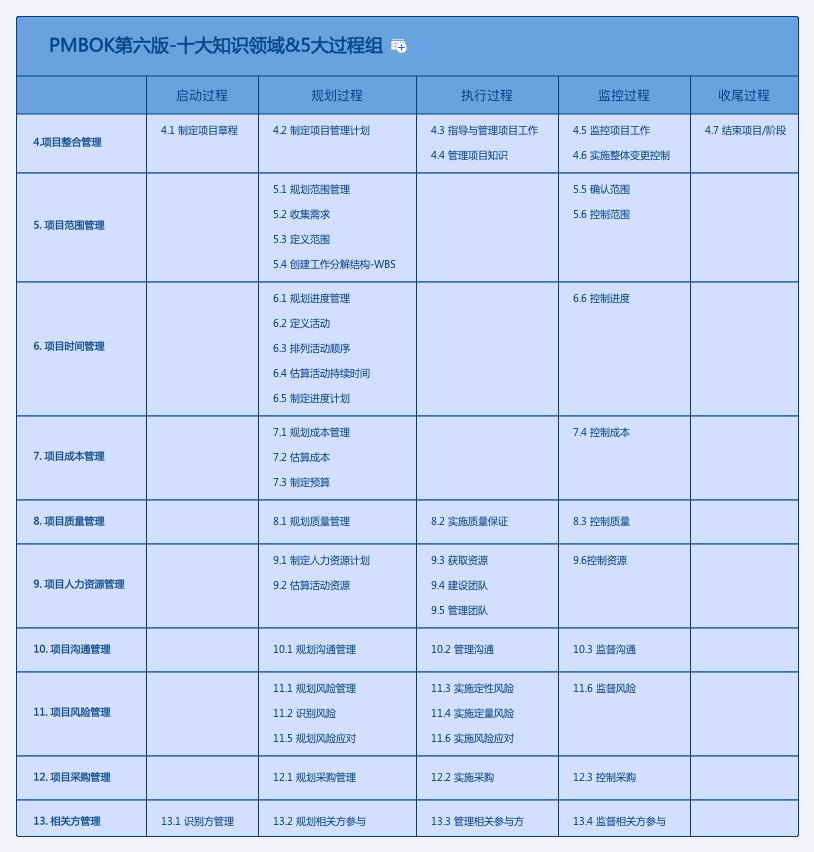 PMBOK第六版-十大知识领域&5大过程组
启动过程 规划过程 执行过程 监控过程 收尾过程
4.项目整合管理
4.1 制定项目章程
4.2 制定项目管理计划
4.3 指导与管理项目工作
4.4 管理项目知识
4.5 监控项目工作
4.6 实施整体变更控制
4.7 结束项目/阶段
5. 项目范围管理
5.1 规划范围管理
5.2 收集需求
5.3 定义范围
5.4 创建工作分解结构-WBS
5.5 确认范围
5.6 控制范围
6. 项目时间管理
6.1 规划进度管理
6.2 定义活动
6.3 排列活动顺序
6.4 估算活动持续时间
6.5 制定进度计划
6.6 控制进度
7. 项目成本管理
7.1 规划成本管理
7.2 估算成本
7.3 制定预算
7.4 控制成本
8. 项目质量管理
8.1 规划质量管理
8.2 实施质量保证
8.3 控制质量
9. 项目人力资源管理
9.1 制定人力资源计划
9.2 估算活动资源
9.3 获取资源
9.4 建设团队
9.5 管理团队
9.6控制资源
10. 项目沟通管理
10.1 规划沟通管理
10.2 管理沟通
10.3 监督沟通
11. 项目风险管理
11.1 规划风险管理
11.2 识别风险
11.5 规划风险应对
11.3 实施定性风险
11.4 实施定量风险
11.6 实施风险应对
11.6 监督风险
12. 项目采购管理
12.1 规划采购管理
12.2 实施采购
12.3 控制采购
13. 相关方管理
13.1 识别方管理
13.2 规划相关方参与
13.3 管理相关参与方
13.4 监督相关方参与